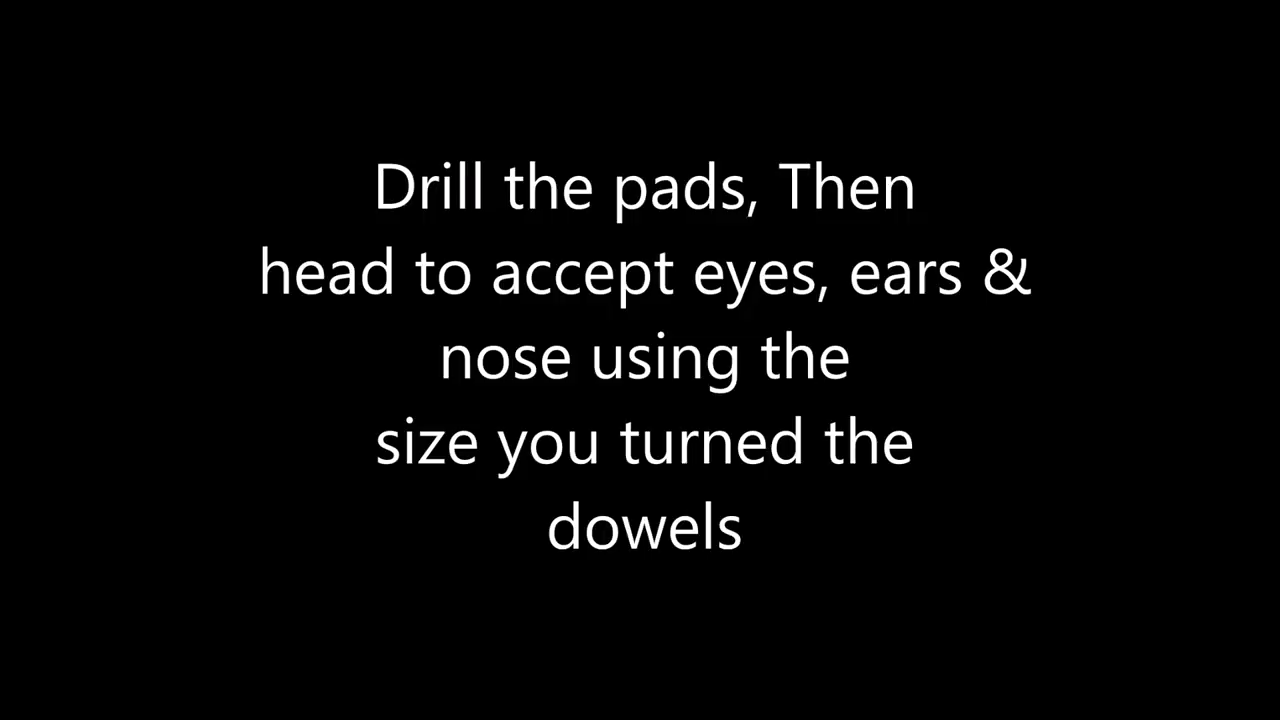 Drill the pads, Then
head to accept eyes, ears &
nose using the
size you turned the
dowels